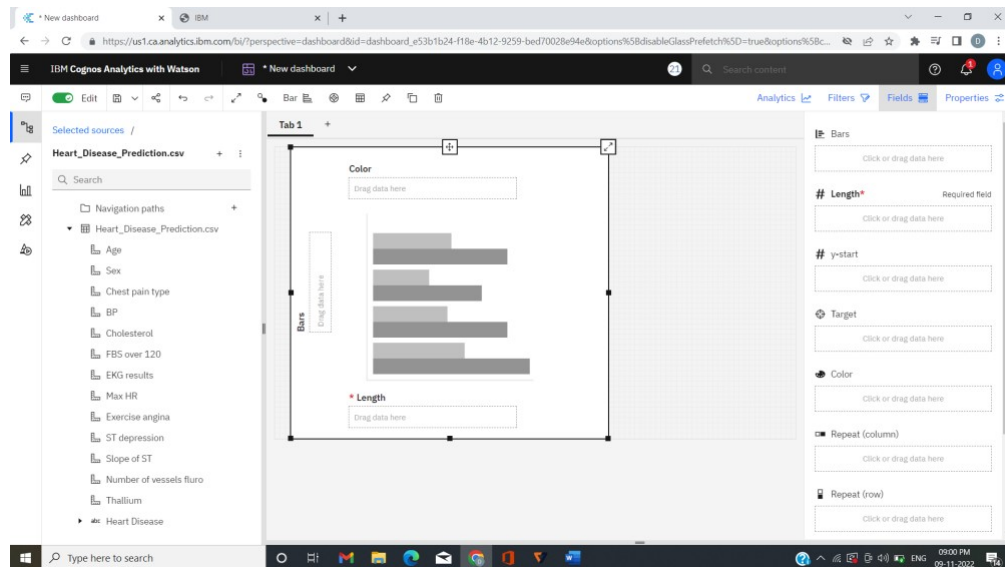 * New dashboard
IBM
https://us1.ca.analytics.ibm.com/bi/?perspective=dashboard&id=dashboard_e53b1b24-f18e-4b12-9259-bed70028e94e&options%5BdisableGlassPrefetch%5D=true&options%5Bc...
IBM Cognos Analytics with Watson
* New dashboard
21
Search content
4
Edit
Bar
Analytics
Filters
Fields
Properties
Selected sources /
Heart_Disease_Prediction.csv
Search
Navigation paths
Heart_Disease_Prediction.csv
Age
Sex
Chest pain type
BP
Cholesterol
FBS over 120
EKG results
Max HR
Exercise angina
ST depression
Slope of ST
Number of vessels fluro
Thallium
abc Heart Disease
Tab 1
Color
Drag data here
Bars
Drag data here
* Length
Drag data here
Bars
Click or drag data here
# Length*
Required field
Click or drag data here
# y-start
Click or drag data here
Target
Click or drag data here
Color
Click or drag data here
Repeat (column)
Click or drag data here
Repeat (row)
Click or drag data here
Type here to search
ENG
09:00 PM
09-11-2022